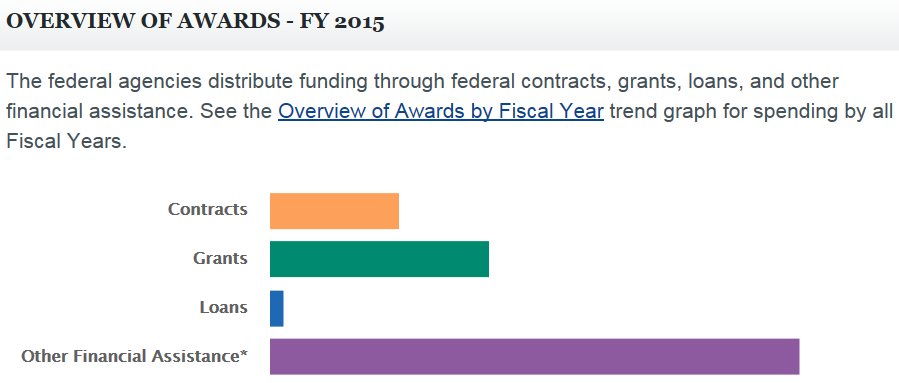 OVERVIEW OF AWARDS - FY 2015
The federal agencies distribute funding through federal contracts, grants, loans, and other
financial assistance. See the Overview of Awards by Fiscal Year trend graph for spending by all
Fiscal Years.
Contracts
Grants
Loans
Other Financial Assistance*